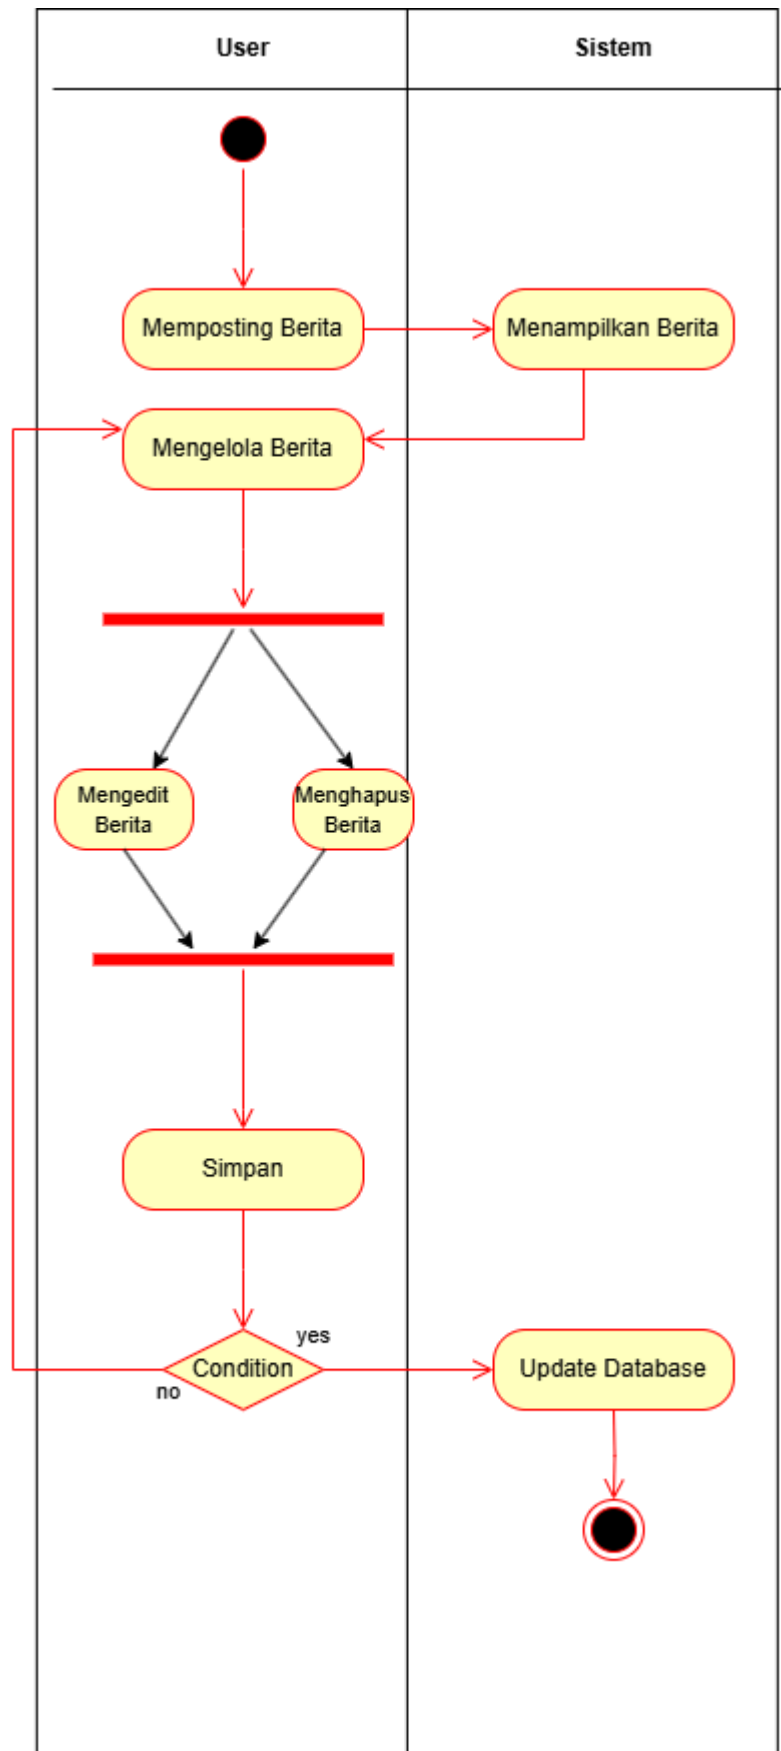 User
Sistem
Memposting Berita
Menampilkan Berita
Mengelola Berita
Mengedit
Berita
Menghapus
Berita
Simpan
yes
Condition
no
Update Database